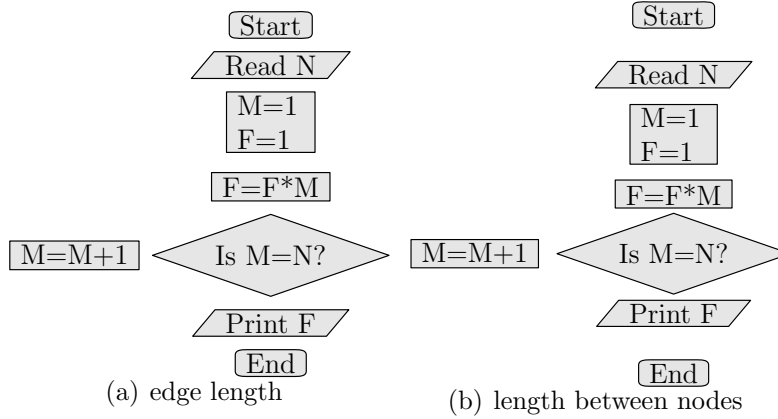 Start
Read N
M=1
F=1
F=F*M
M=M+1
Is M=N?
Print F
End
(a) edge length
Start
Read N
M=1
F=1
F=F*M
M=M+1
Is M=N?
Print F
End
(b) length between nodes